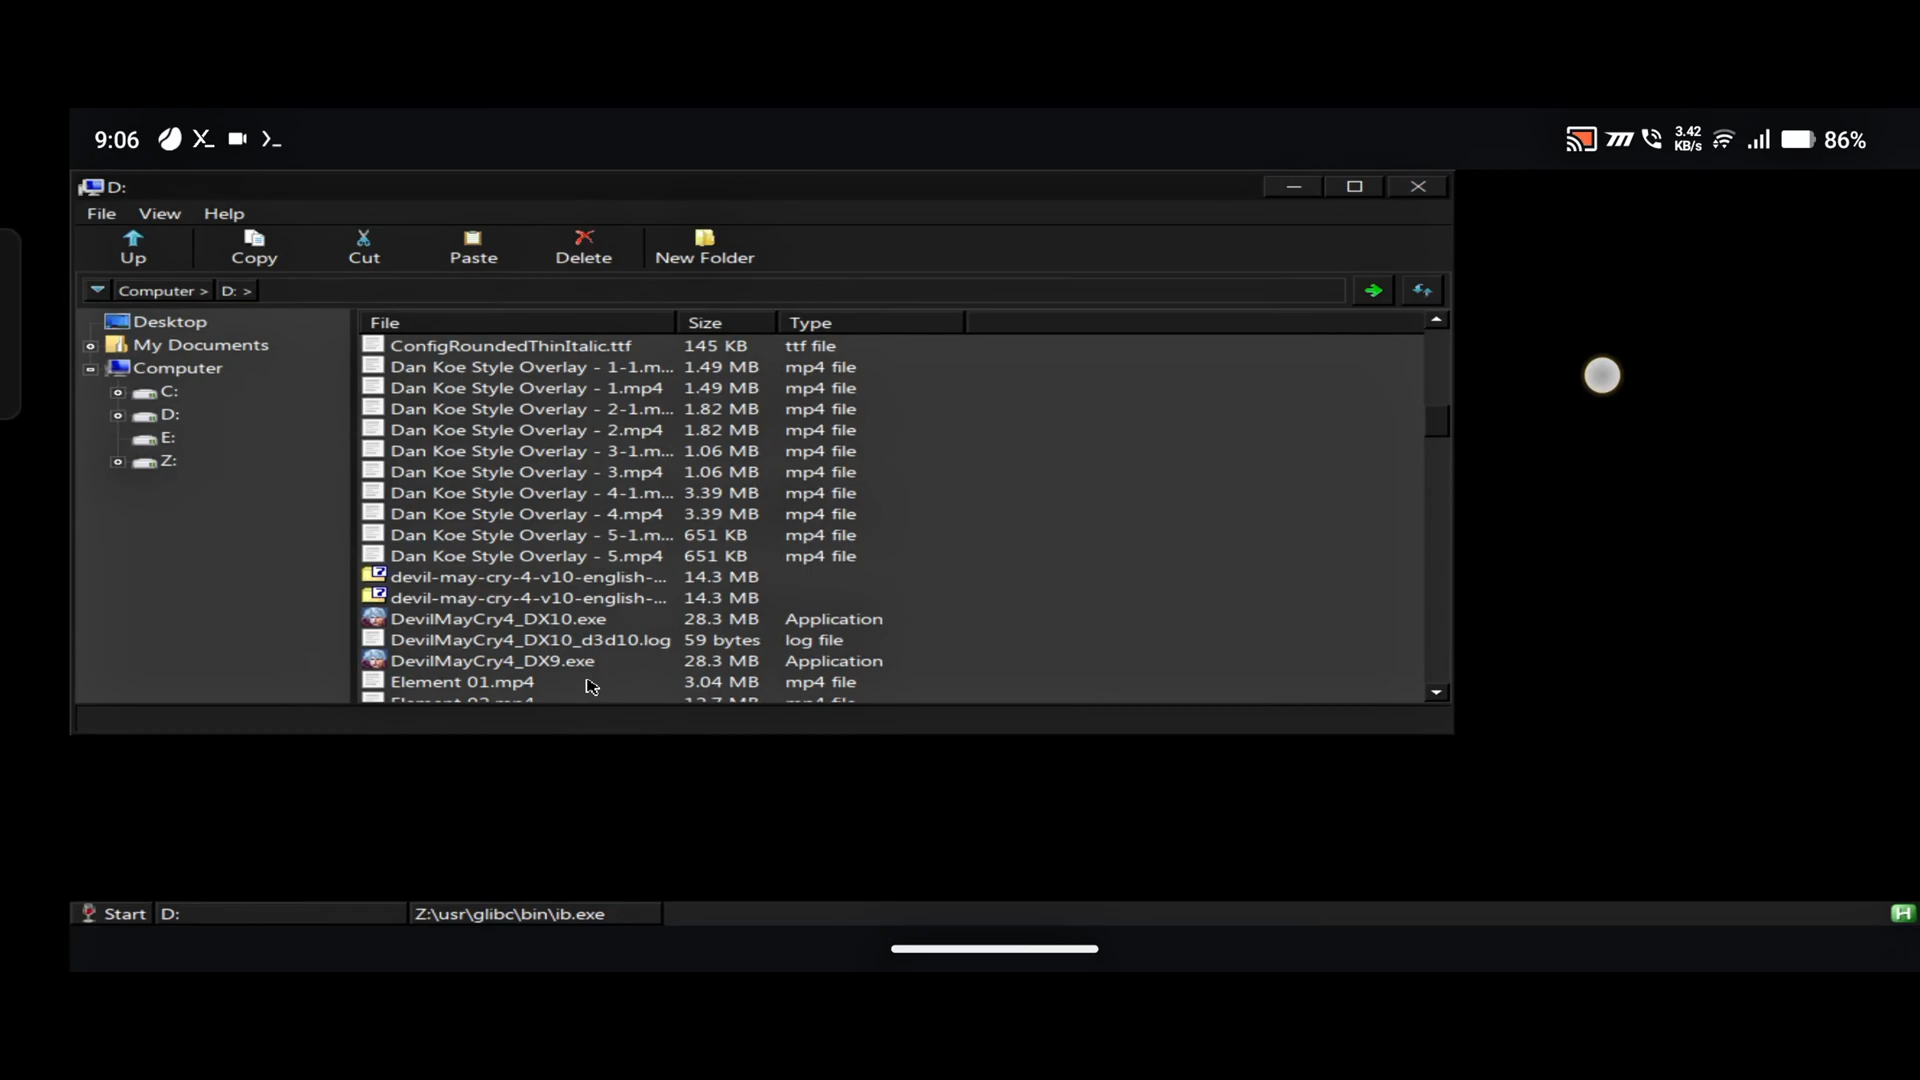 9:06
3.42 KB/s 86%
D:
File View Help
Up Copy Cut Paste Delete New Folder
Computer > D: >
Desktop
My Documents
Computer
C:
D:
E:
Z:
File Size Type
ConfigRoundedThinItalic.ttf 145 KB ttf file
Dan Koe Style Overlay - 1-1.m... 1.49 MB mp4 file
Dan Koe Style Overlay - 1.mp4 1.49 MB mp4 file
Dan Koe Style Overlay - 2-1.m... 1.82 MB mp4 file
Dan Koe Style Overlay - 2.mp4 1.82 MB mp4 file
Dan Koe Style Overlay - 3-1.m... 1.06 MB mp4 file
Dan Koe Style Overlay - 3.mp4 1.06 MB mp4 file
Dan Koe Style Overlay - 4-1.m... 3.39 MB mp4 file
Dan Koe Style Overlay - 4.mp4 3.39 MB mp4 file
Dan Koe Style Overlay - 5-1.m... 651 KB mp4 file
Dan Koe Style Overlay - 5.mp4 651 KB mp4 file
devil-may-cry-4-v10-english-... 14.3 MB
devil-may-cry-4-v10-english-... 14.3 MB
DevilMayCry4_DX10.exe 28.3 MB Application
DevilMayCry4_DX10_d3d10.log 59 bytes log file
DevilMayCry4_DX9.exe 28.3 MB Application
Element 01.mp4 3.04 MB mp4 file
Start D: Z:\usr\glibc\bin\ib.exe H